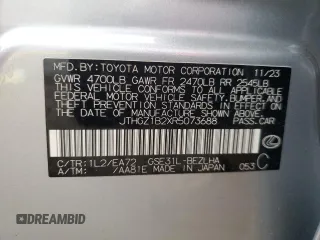 MFD. BY: TOYOTA MOTOR CORPORATION 11/23
GVWR 4700LB GAWR FR 2470LB RR 2545LB
THIS VEHICLE CONFORMS TO ALL APPLICABLE
FEDERAL MOTOR VEHICLE SAFETY, BUMPER, AND
THEFT PREVENTION STANDARDS IN EFFECT ON
THE DATE OF MANUFACTURE SHOWN ABOVE.
JTHGZ1B2XR5073688 PASS.CAR
C/TR: 1L2/EA72 GSE31L-BEZLHA
A/TM: /AA81E MADE IN JAPAN 053 C
© AutoBidMaster